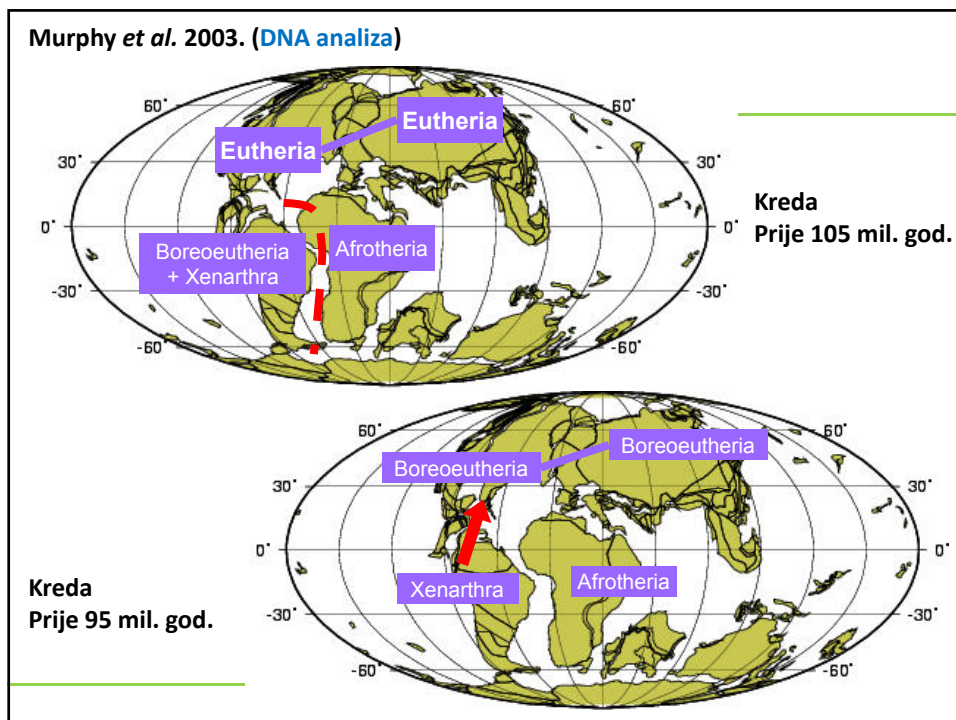 Murphy et al. 2003. (DNA analiza)
60˚
60˚
Eutheria
Eutheria
30˚
30˚
Kreda
Prije 105 mil. god.
0˚
0˚
Boreoeutheria
+ Xenarthra
Afrotheria
-30˚
-30˚
-60˚
-60˚
60˚
60˚
Boreoeutheria
Boreoeutheria
30˚
30˚
0˚
0˚
Xenarthra
Afrotheria
Kreda
Prije 95 mil. god.
-30˚
-30˚
-60˚
-60˚